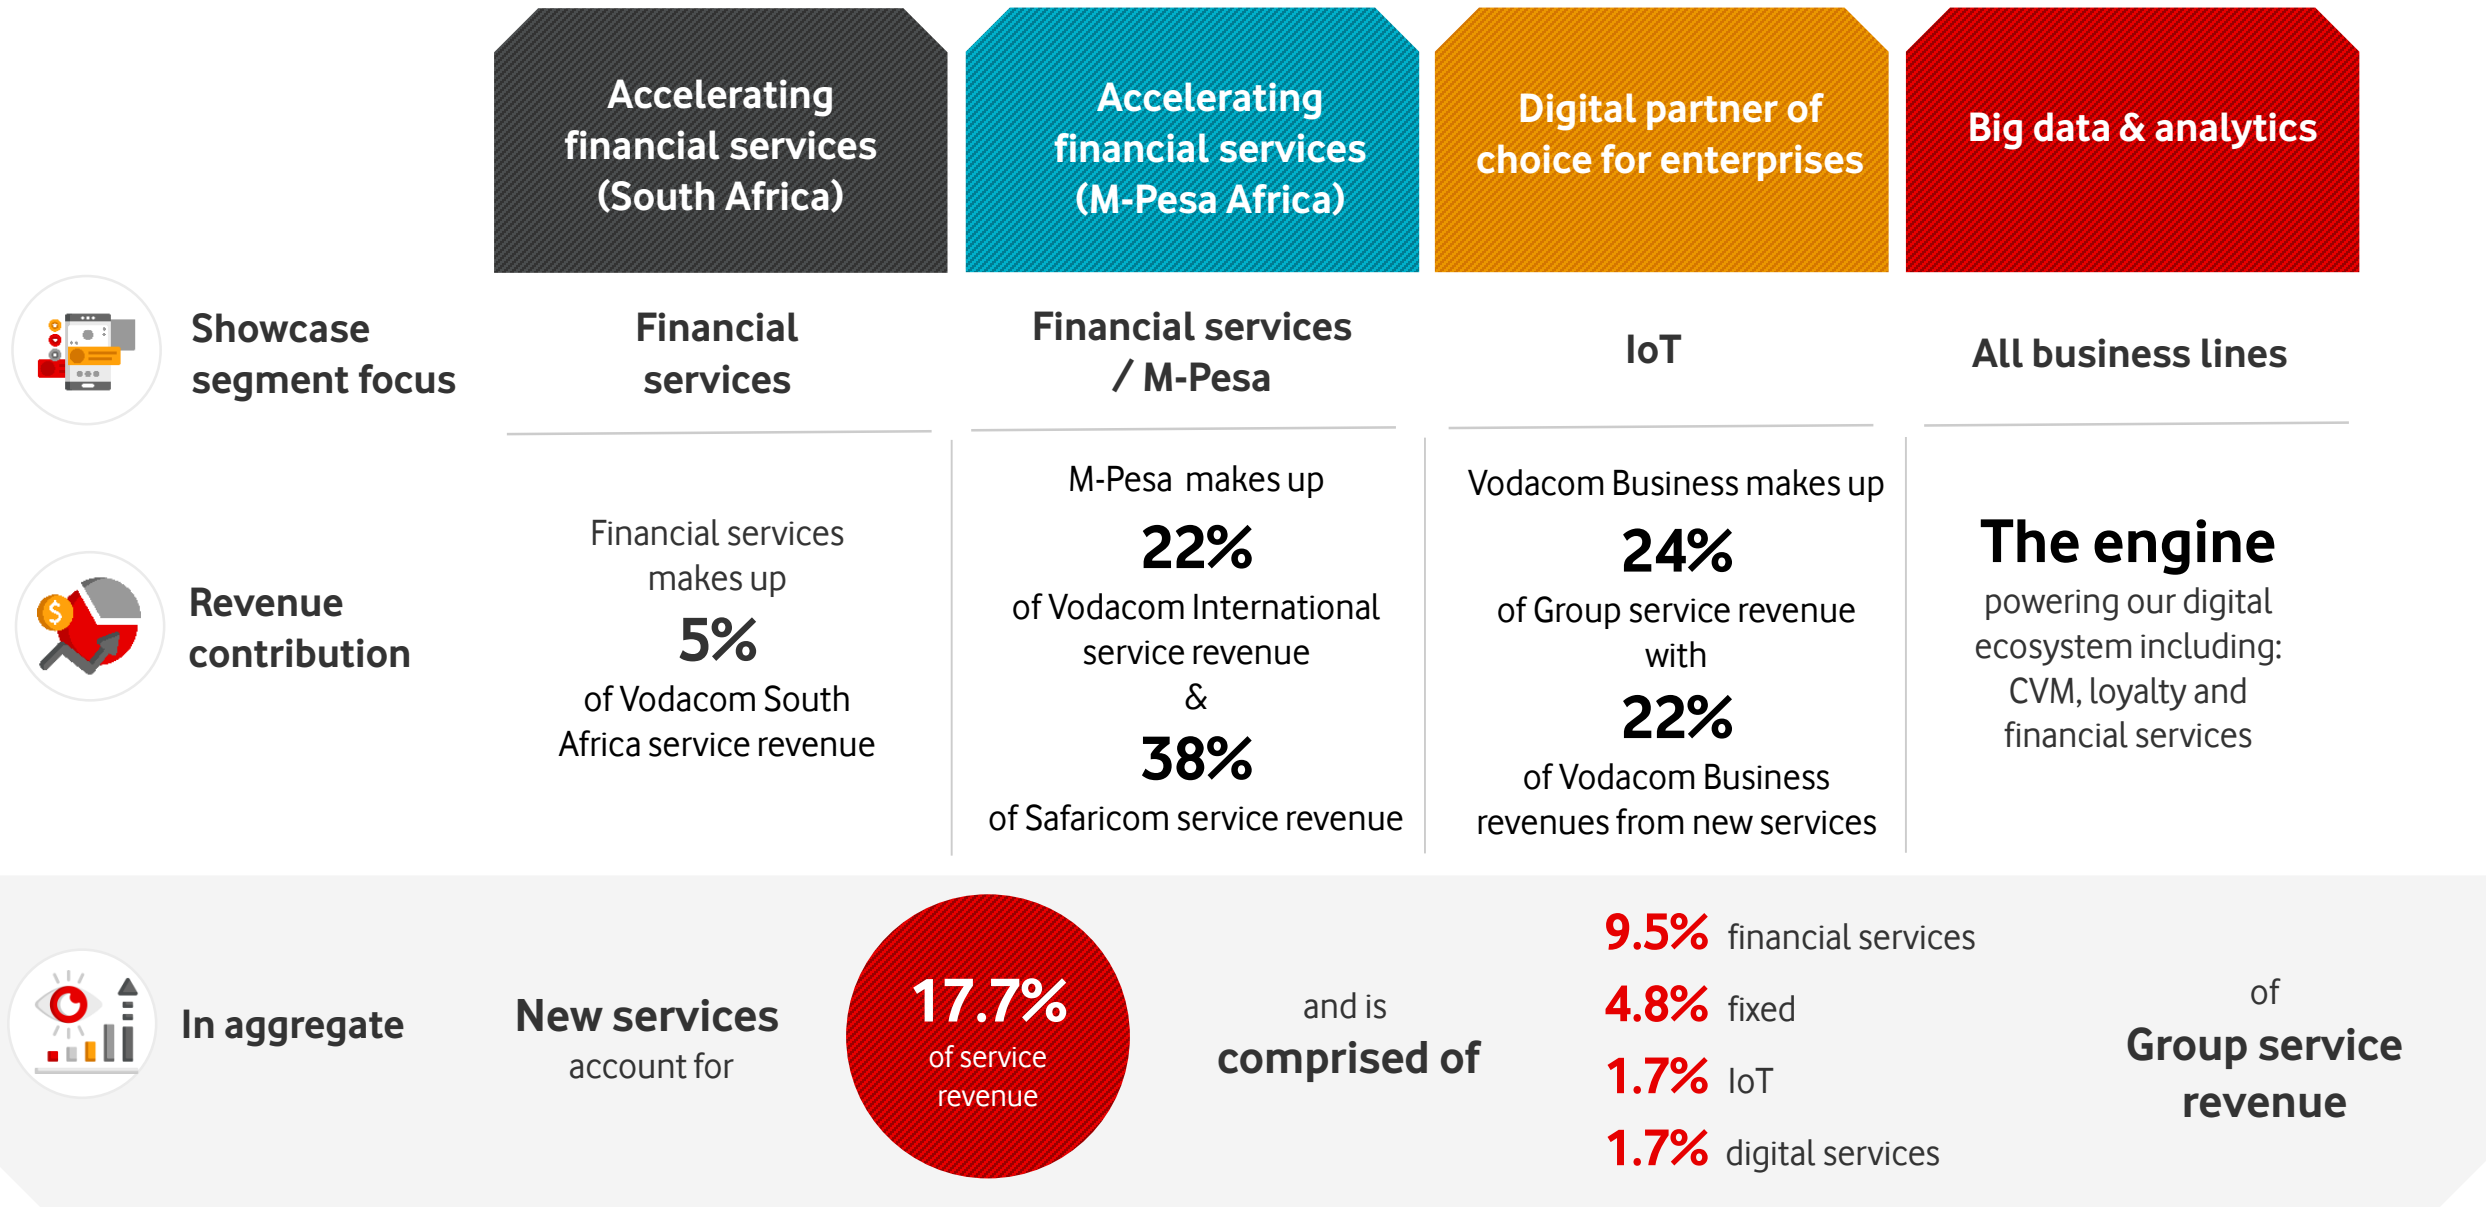 Accelerating
financial services
(South Africa)
Accelerating
financial services
(M-Pesa Africa)
Digital partner of
choice for enterprises
Big data & analytics
Showcase
segment focus
Financial
services
Financial services
/ M-Pesa
IoT
All business lines
Revenue
contribution
Financial services
makes up
5%
of Vodacom South
Africa service revenue
M-Pesa makes up
22%
of Vodacom International
service revenue
&
38%
of Safaricom service revenue
Vodacom Business makes up
24%
of Group service revenue
with
22%
of Vodacom Business
revenues from new services
The engine
powering our digital
ecosystem including:
CVM, loyalty and
financial services
In aggregate
New services
account for
17.7%
of service
revenue
and is
comprised of
9.5% financial services
4.8% fixed
1.7% IoT
1.7% digital services
of
Group service
revenue